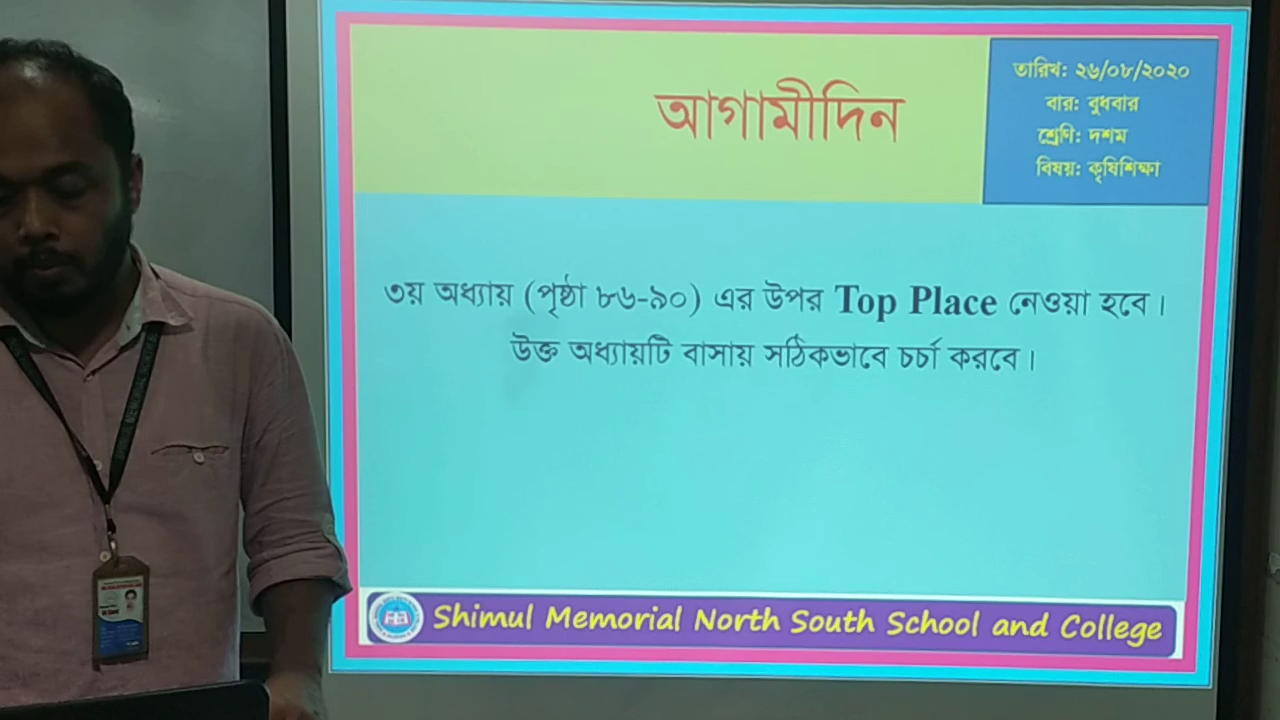 আগামীদিন
তারিখ: ২৬/০৮/২০২০
বার: বুধবার
শ্রেণি: দশম
বিষয়: কৃষিশিক্ষা
৩য় অধ্যায় (পৃষ্ঠা ৮৬-৯০) এর উপর Top Place নেওয়া হবে।
উক্ত অধ্যায়টি বাসায় সঠিকভাবে চর্চা করবে।
Shimul Memorial North South School and College